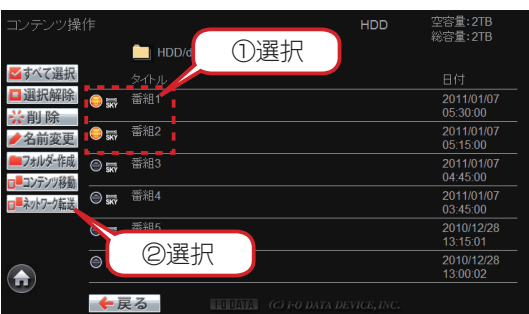 コンテンツ操作
HDD
空容量:2TB
総容量:2TB
HDD/d
①選択
すべて選択
タイトル
日付
選択解除
SKY
番組1
2011/01/07
05:30:00
削 除
名前変更
SKY
番組2
2011/01/07
05:15:00
フォルダ作成
SKY
番組3
2011/01/07
04:45:00
コンテンツ移動
SKY
番組4
2011/01/07
03:45:00
ネットワーク転送
番組5
2010/12/28
13:15:01
②選択
2010/12/28
13:00:02
戻る
I-O DATA
(C) I-O DATA DEVICE, INC.